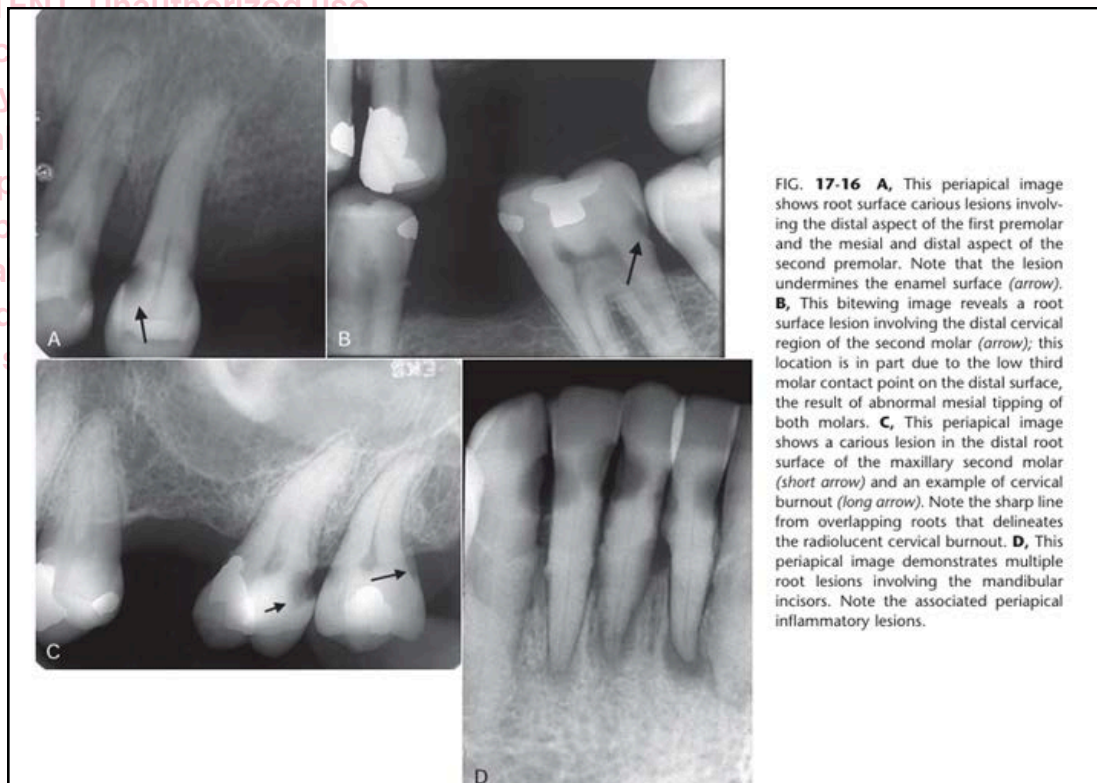 ENT. Unauthorized use
A
B
C
D
FIG. 17-16 A, This periapical image
shows root surface carious lesions involv-
ing the distal aspect of the first premolar
and the mesial and distal aspect of the
second premolar. Note that the lesion
undermines the enamel surface (arrow).
B, This bitewing image reveals a root
surface lesion involving the distal cervical
region of the second molar (arrow); this
location is in part due to the low third
molar contact point on the distal surface,
the result of abnormal mesial tipping of
both molars. C, This periapical image
shows a carious lesion in the distal root
surface of the maxillary second molar
(short arrow) and an example of cervical
burnout (long arrow). Note the sharp line
from overlapping roots that delineates
the radiolucent cervical burnout. D, This
periapical image demonstrates multiple
root lesions involving the mandibular
incisors. Note the associated periapical
inflammatory lesions.